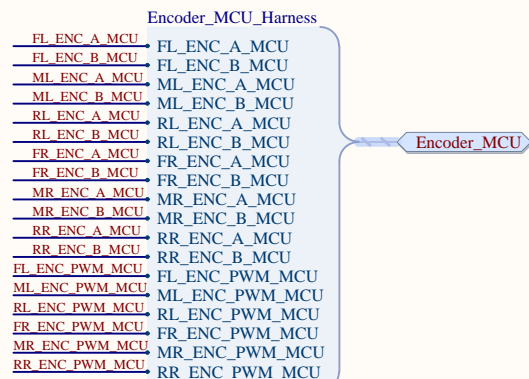 Encoder_MCU_Harness
FL_ENC_A_MCU FL_ENC_A_MCU
FL_ENC_B_MCU FL_ENC_B_MCU
ML_ENC_A_MCU ML_ENC_A_MCU
ML_ENC_B_MCU ML_ENC_B_MCU
RL_ENC_A_MCU RL_ENC_A_MCU
RL_ENC_B_MCU RL_ENC_B_MCU
Encoder_MCU
FR_ENC_A_MCU FR_ENC_A_MCU
FR_ENC_B_MCU FR_ENC_B_MCU
MR_ENC_A_MCU MR_ENC_A_MCU
MR_ENC_B_MCU MR_ENC_B_MCU
RR_ENC_A_MCU RR_ENC_A_MCU
RR_ENC_B_MCU RR_ENC_B_MCU
FL_ENC_PWM_MCU FL_ENC_PWM_MCU
ML_ENC_PWM_MCU ML_ENC_PWM_MCU
RL_ENC_PWM_MCU RL_ENC_PWM_MCU
FR_ENC_PWM_MCU FR_ENC_PWM_MCU
MR_ENC_PWM_MCU MR_ENC_PWM_MCU
RR_ENC_PWM_MCU RR_ENC_PWM_MCU